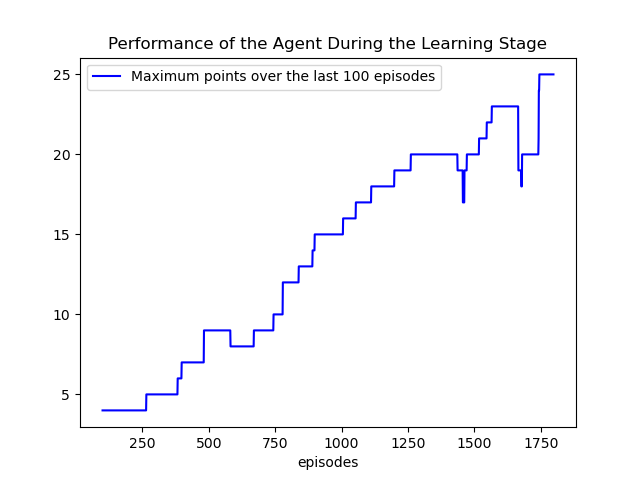 Performance of the Agent During the Learning Stage
Maximum points over the last 100 episodes
25
20
15
10
5
250 500 750 1000 1250 1500 1750
episodes